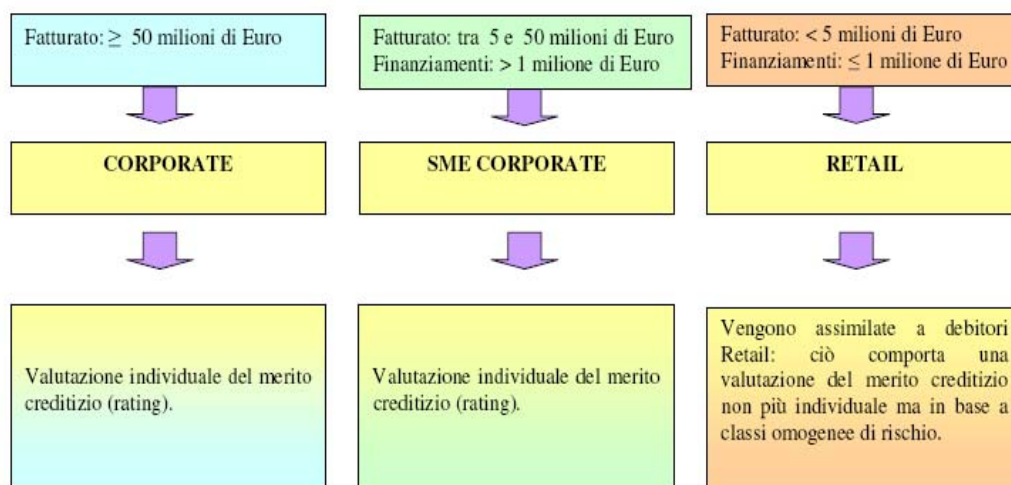 Fatturato: ≥ 50 milioni di Euro
Fatturato: tra 5 e 50 milioni di Euro
Finanziamenti: > 1 milione di Euro
Fatturato: < 5 milioni di Euro
Finanziamenti: ≤ 1 milione di Euro
CORPORATE
SME CORPORATE
RETAIL
Valutazione individuale del merito
creditizio (rating).
Valutazione individuale del merito
creditizio (rating).
Vengono assimilate a debitori
Retail: ciò comporta una
valutazione del merito creditizio
non più individuale ma in base a
classi omogenee di rischio.